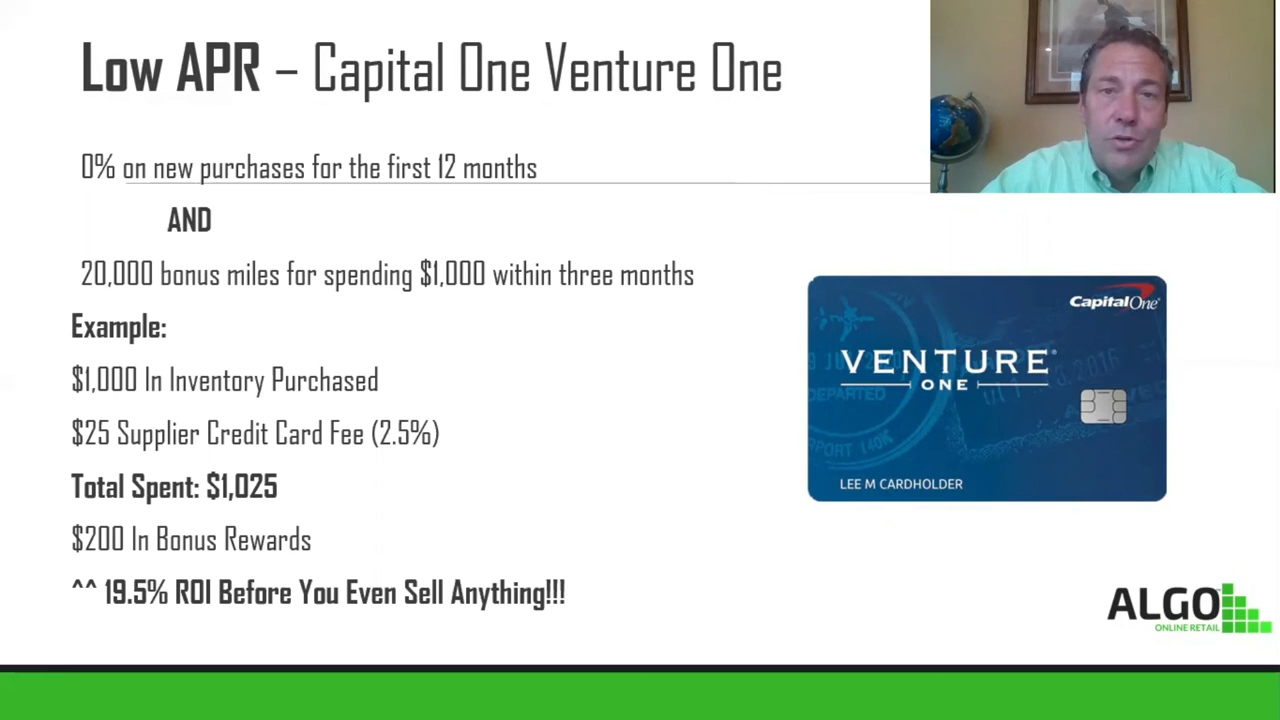 Low APR – Capital One Venture One
0% on new purchases for the first 12 months
AND
20,000 bonus miles for spending $1,000 within three months
Example:
$1,000 In Inventory Purchased
$25 Supplier Credit Card Fee (2.5%)
Total Spent: $1,025
$200 In Bonus Rewards
^^ 19.5% ROI Before You Even Sell Anything!!!
Capital One®
VENTURE®
ONE
DEPARTED
PORT 140K
LEE M CARDHOLDER
ALGO
ONLINE RETAIL